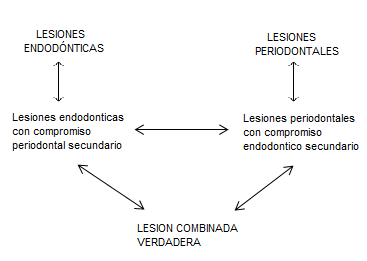 LESIONES
ENDODÓNTICAS
LESIONES
PERIODONTALES
Lesiones endodonticas
con compromiso
periodontal secundario
Lesiones periodontales
con compromiso
endodontico secundario
LESION COMBINADA
VERDADERA